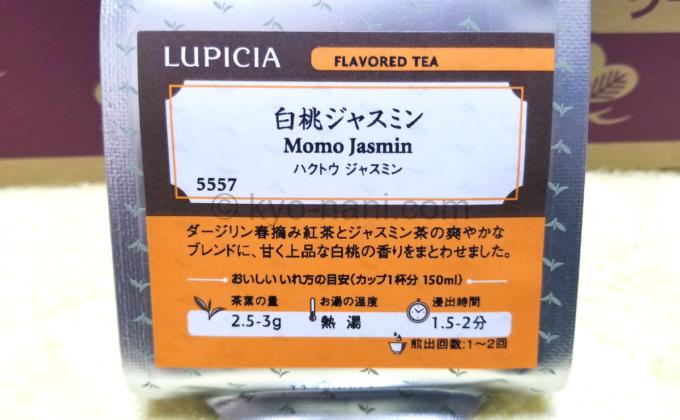 LUPICIA
FLAVORED TEA
白桃ジャスミン
Momo Jasmin
ハクトウ ジャスミン
5557
© kyo-nani.com
ダージリン春摘み紅茶とジャスミン茶の爽やかな
ブレンドに、甘く上品な白桃の香りをまとわせました。
おいしい いれ方の目安(カップ1杯分 150ml)
茶葉の量 お湯の温度 浸出時間
2.5-3g 熱湯 1.5-2分
煎出回数:1〜2回